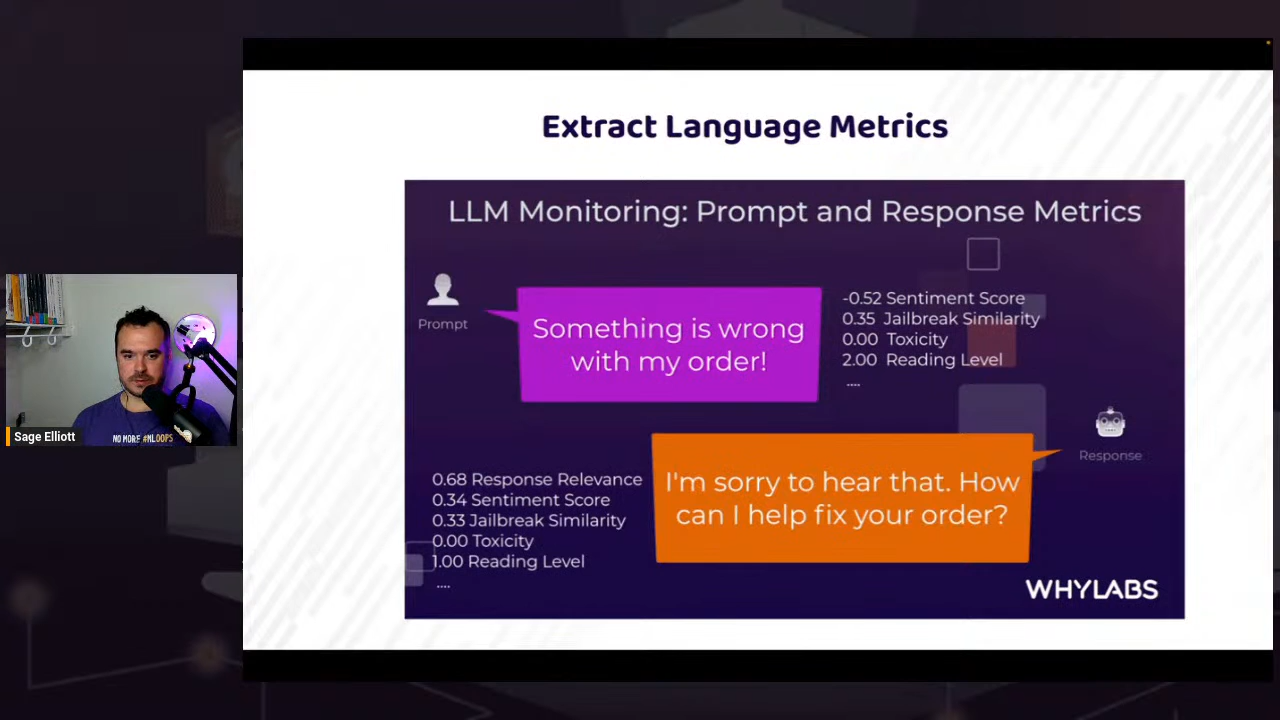 Extract Language Metrics
LLM Monitoring: Prompt and Response Metrics
Prompt
Something is wrong
with my order!
-0.52 Sentiment Score
0.35 Jailbreak Similarity
0.00 Toxicity
2.00 Reading Level
....
Response
I'm sorry to hear that. How
can I help fix your order?
0.68 Response Relevance
0.34 Sentiment Score
0.33 Jailbreak Similarity
0.00 Toxicity
1.00 Reading Level
....
WHYLABS
NO MORE #MLOOPS
Sage Elliott